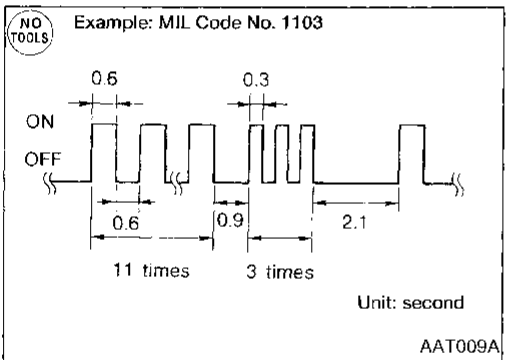 NO TOOLS
Example: MIL Code No. 1103
0.6
0.3
ON
OFF
0.6
0.9
2.1
11 times
3 times
Unit: second
AAT009A